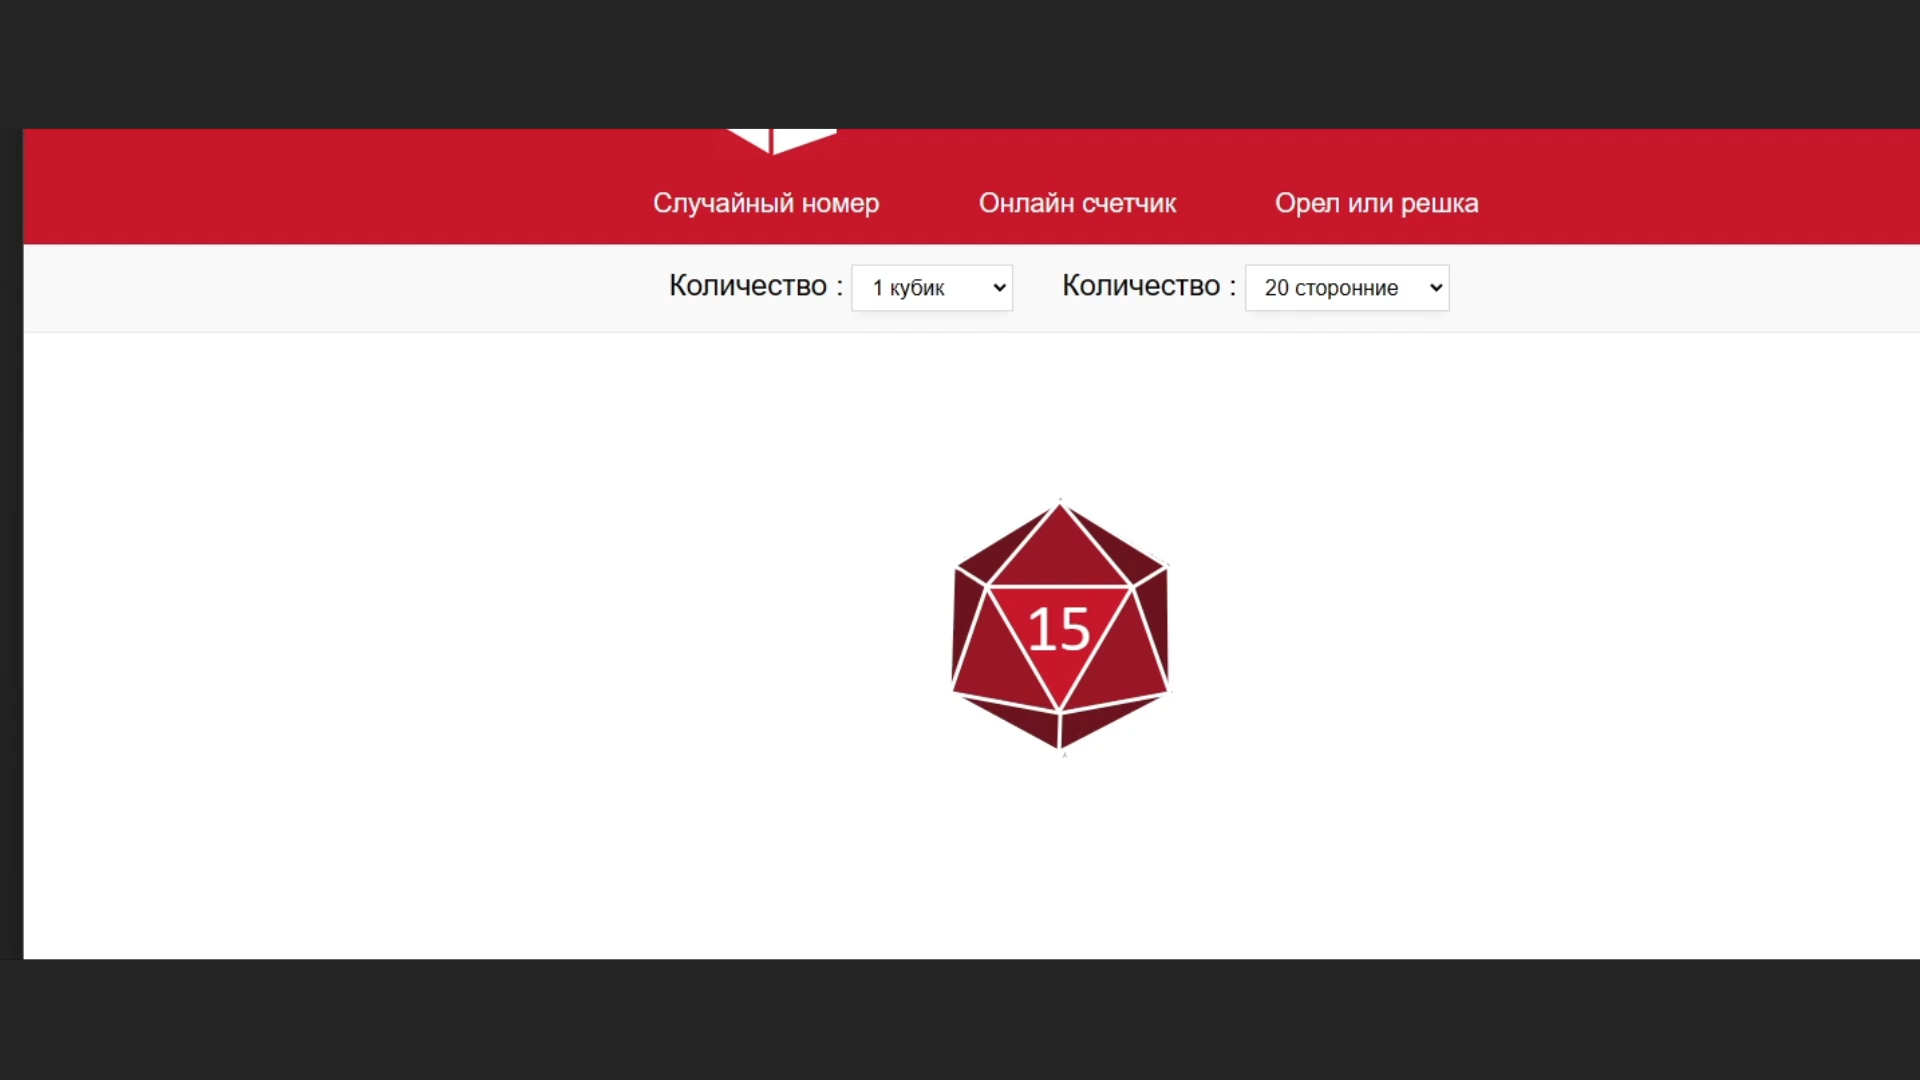 Случайный номер Онлайн счетчик Орел или решка
Количество : 1 кубик Количество : 20 сторонние
15